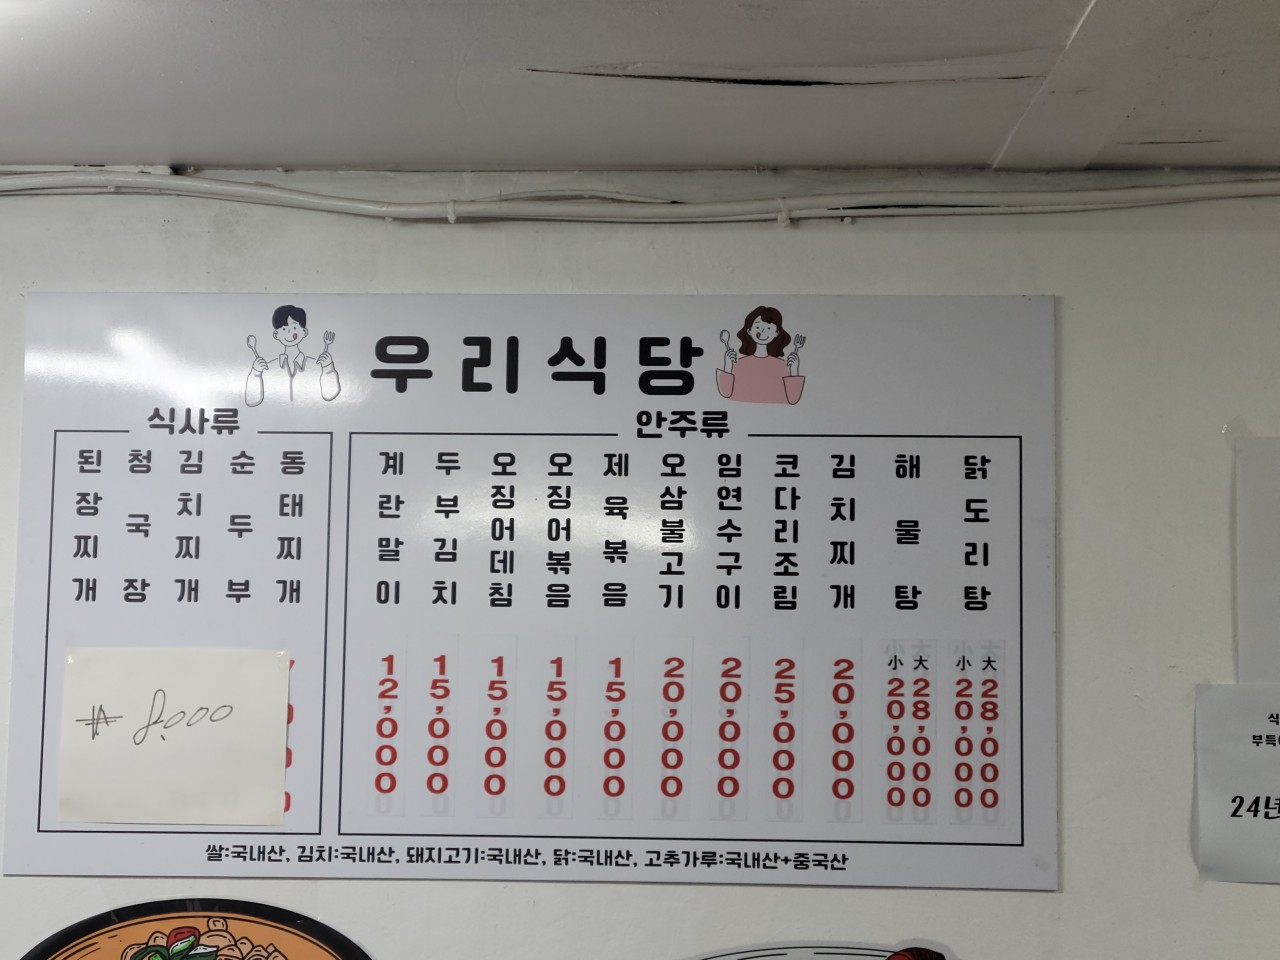 우리식당
식사류
된장찌개
청국장
김치찌개
순두부
동태찌개
₩ 8,000
안주류
계란말이 12,000
두부김치 15,000
오징어데침 15,000
오징어볶음 15,000
제육볶음 15,000
오삼불고기 20,000
임연수구이 20,000
코다리조림 25,000
김치찌개 20,000
해물탕 小 20,000 大 28,000
닭도리탕 小 20,000 大 28,000
쌀:국내산, 김치:국내산, 돼지고기:국내산, 닭:국내산, 고추가루:국내산+중국산
식
부득
24년